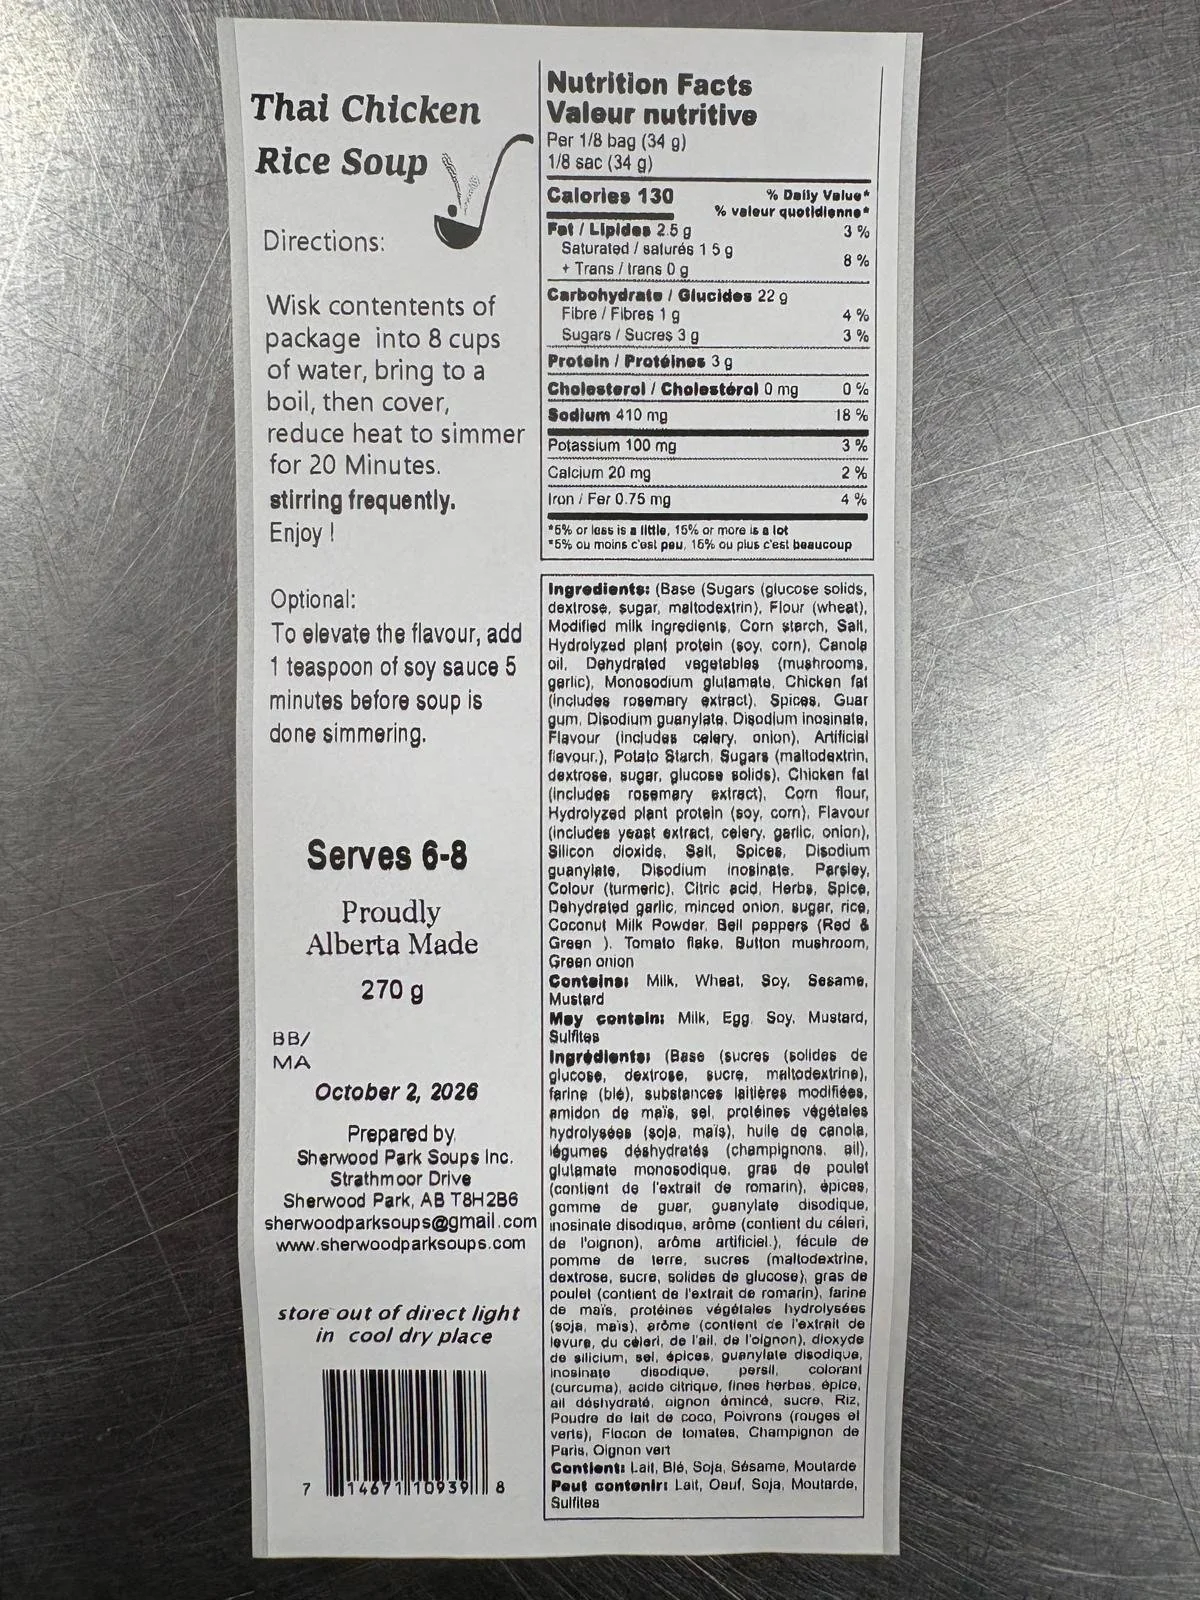 Thai Chicken
Rice Soup
Directions:
Wisk contentents of
package into 8 cups
of water, bring to a
boil, then cover,
reduce heat to simmer
for 20 Minutes.
stirring frequently.
Enjoy !
Optional:
To elevate the flavour, add
1 teaspoon of soy sauce 5
minutes before soup is
done simmering.
Serves 6-8
Proudly
Alberta Made
270 g
BB/
MA
October 2, 2026
Prepared by
Sherwood Park Soups Inc.
Strathmoor Drive
Sherwood Park, AB T8H2B6
sherwoodparksoups@gmail.com
www.sherwoodparksoups.com
store out of direct light
in cool dry place
7 14671 10939 8
Nutrition Facts
Valeur nutritive
Per 1/8 bag (34 g)
1/8 sac (34 g)
Calories 130 % Daily Value*
% valeur quotidienne*
Fat / Lipides 2.5 g 3 %
Saturated / saturés 1 5 g
+ Trans / trans 0 g 8 %
Carbohydrate / Glucides 22 g
Fibre / Fibres 1 g 4 %
Sugars / Sucres 3 g 3 %
Protein / Protéines 3 g
Cholesterol / Cholestérol 0 mg 0 %
Sodium 410 mg 18 %
Potassium 100 mg 3 %
Calcium 20 mg 2 %
Iron / Fer 0.75 mg 4 %
*5% or less is a little, 15% or more is a lot
*5% ou moins c'est peu, 15% ou plus c'est beaucoup
Ingredients: (Base (Sugars (glucose solids,
dextrose, sugar, maltodextrin), Flour (wheat),
Modified milk ingredients, Corn starch, Salt,
Hydrolyzed plant protein (soy, corn), Canola
oil, Dehydrated vegetables (mushrooms,
garlic), Monosodium glutamate, Chicken fat
(includes rosemary extract), Spices, Guar
gum, Disodium guanylate, Disodium inosinate,
Flavour (includes celery, onion), Artificial
flavour,), Potato Starch, Sugars (maltodextrin,
dextrose, sugar, glucose solids), Chicken fat
(includes rosemary extract), Corn flour,
Hydrolyzed plant protein (soy, corn), Flavour
(includes yeast extract, celery, garlic, onion),
Silicon dioxide, Salt, Spices, Disodium
guanylate, Disodium inosinate, Parsley,
Colour (turmeric), Citric acid, Herbs, Spice,
Dehydrated garlic, minced onion, sugar, rice,
Coconut Milk Powder, Bell peppers (Red &
Green ), Tomato flake, Button mushroom,
Green onion
Contains: Milk, Wheat, Soy, Sesame,
Mustard
May contain: Milk, Egg, Soy, Mustard,
Sulfites
Ingrédients: (Base (sucres (solides de
glucose, dextrose, sucre, maltodextrine),
farine (blé), substances laitières modifiées,
amidon de maïs, sel, protéines végétales
hydrolysées (soja, maïs), huile de canola,
légumes déshydratés (champignons, ail),
glutamate monosodique, gras de poulet
(contient de l'extrait de romarin), épices,
gomme de guar, guanylate disodique,
inosinate disodique, arôme (contient du céleri,
de l'oignon), arôme artificiel.), fécule de
pomme de terre, sucres (maltodextrine,
dextrose, sucre, solides de glucose), gras de
poulet (contient de l'extrait de romarin), farine
de maïs, protéines végétales hydrolysées
(soja, maïs), arôme (contient de l'extrait de
levure, du céleri, de l'ail, de l'oignon), dioxyde
de silicium, sel, épices, guanylate disodique,
inosinate disodique, persil, colorant
(curcuma), acide citrique, fines herbes, épice,
ail déshydraté, oignon émincé, sucre, Riz,
Poudre de lait de coco, Poivrons (rouges et
verts), Flocon de tomates, Champignon de
Paris, Oignon vert
Contient: Lait, Blé, Soja, Sésame, Moutarde
Peut contenir: Lait, Oeuf, Soja, Moutarde,
Sulfites